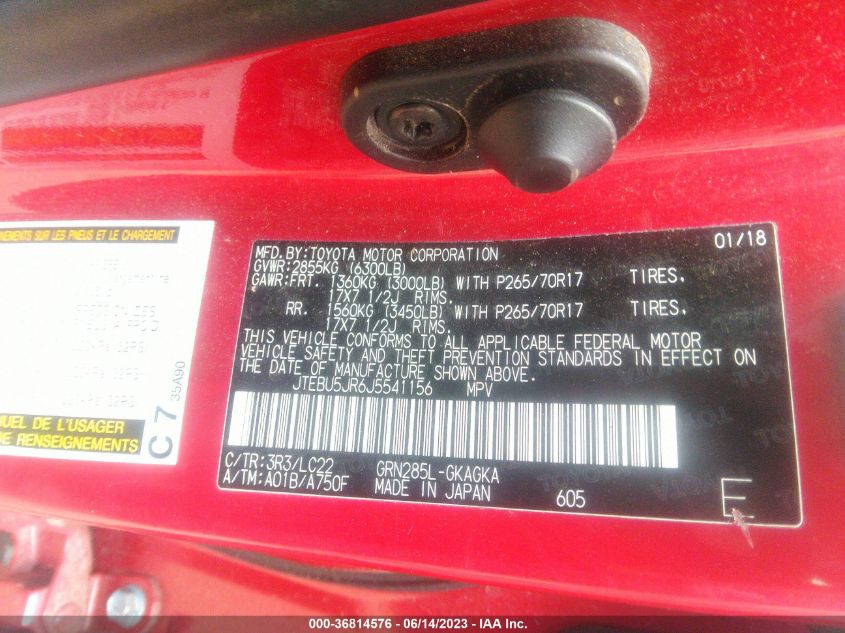 NEMENTS SUR LES PNEUS ET LE CHARGEMENT
C 7
35A90
UEL DE L'USAGER
E RENSEIGNEMENTS
01/18
MFD.BY:TOYOTA MOTOR CORPORATION
GVWR:2855KG (6300LB)
GAWR:FRT. 1360KG (3000LB) WITH P265/70R17 TIRES,
17X7 1/2J RIMS.
RR. 1560KG (3450LB) WITH P265/70R17 TIRES,
17X7 1/2J RIMS.
THIS VEHICLE CONFORMS TO ALL APPLICABLE FEDERAL MOTOR
VEHICLE SAFETY AND THEFT PREVENTION STANDARDS IN EFFECT ON
THE DATE OF MANUFACTURE SHOWN ABOVE.
JTEBU5JR6J5541156 MPV
C/TR:3R3/LC22 GRN285L-GKAGKA
A/TM:A01B/A750F MADE IN JAPAN 605 E
000-36814576 - 06/14/2023 - IAA Inc.